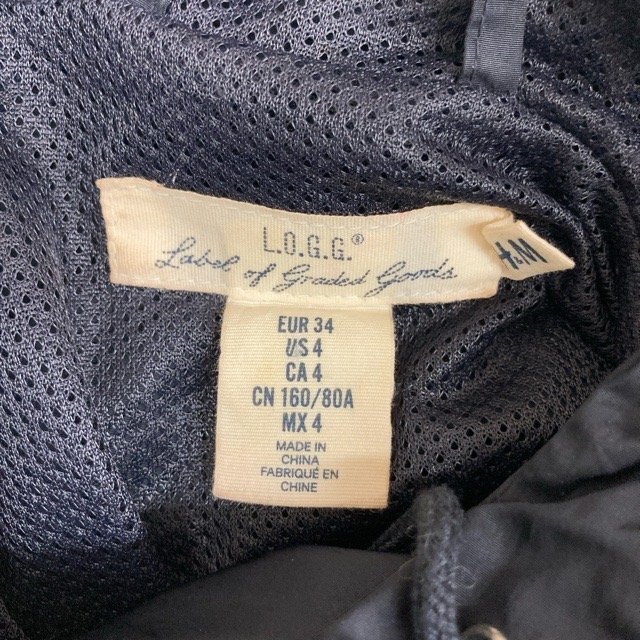 L.O.G.G.®
Label of Graded Goods
H&M
EUR 34
US 4
CA 4
CN 160/80A
MX 4
MADE IN
CHINA
FABRIQUÉ EN
CHINE